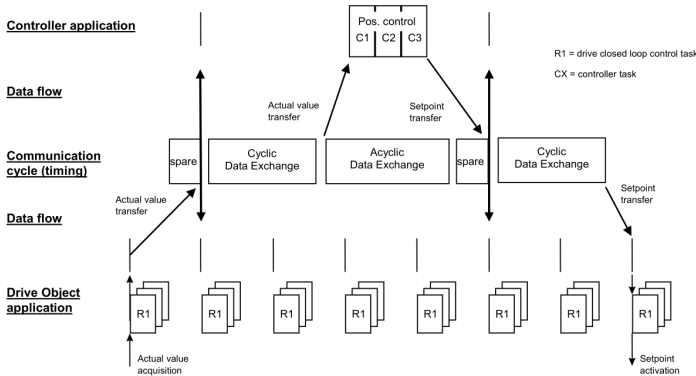 Controller application
Pos. control
C1 C2 C3
R1 = drive closed loop control task
CX = controller task
Data flow
Actual value
transfer
Setpoint
transfer
Communication
cycle (timing)
spare
Cyclic
Data Exchange
Acyclic
Data Exchange
spare
Cyclic
Data Exchange
Actual value
transfer
Setpoint
transfer
Data flow
Drive Object
application
R1 R1 R1 R1 R1 R1 R1 R1
Actual value
acquisition
Setpoint
activation